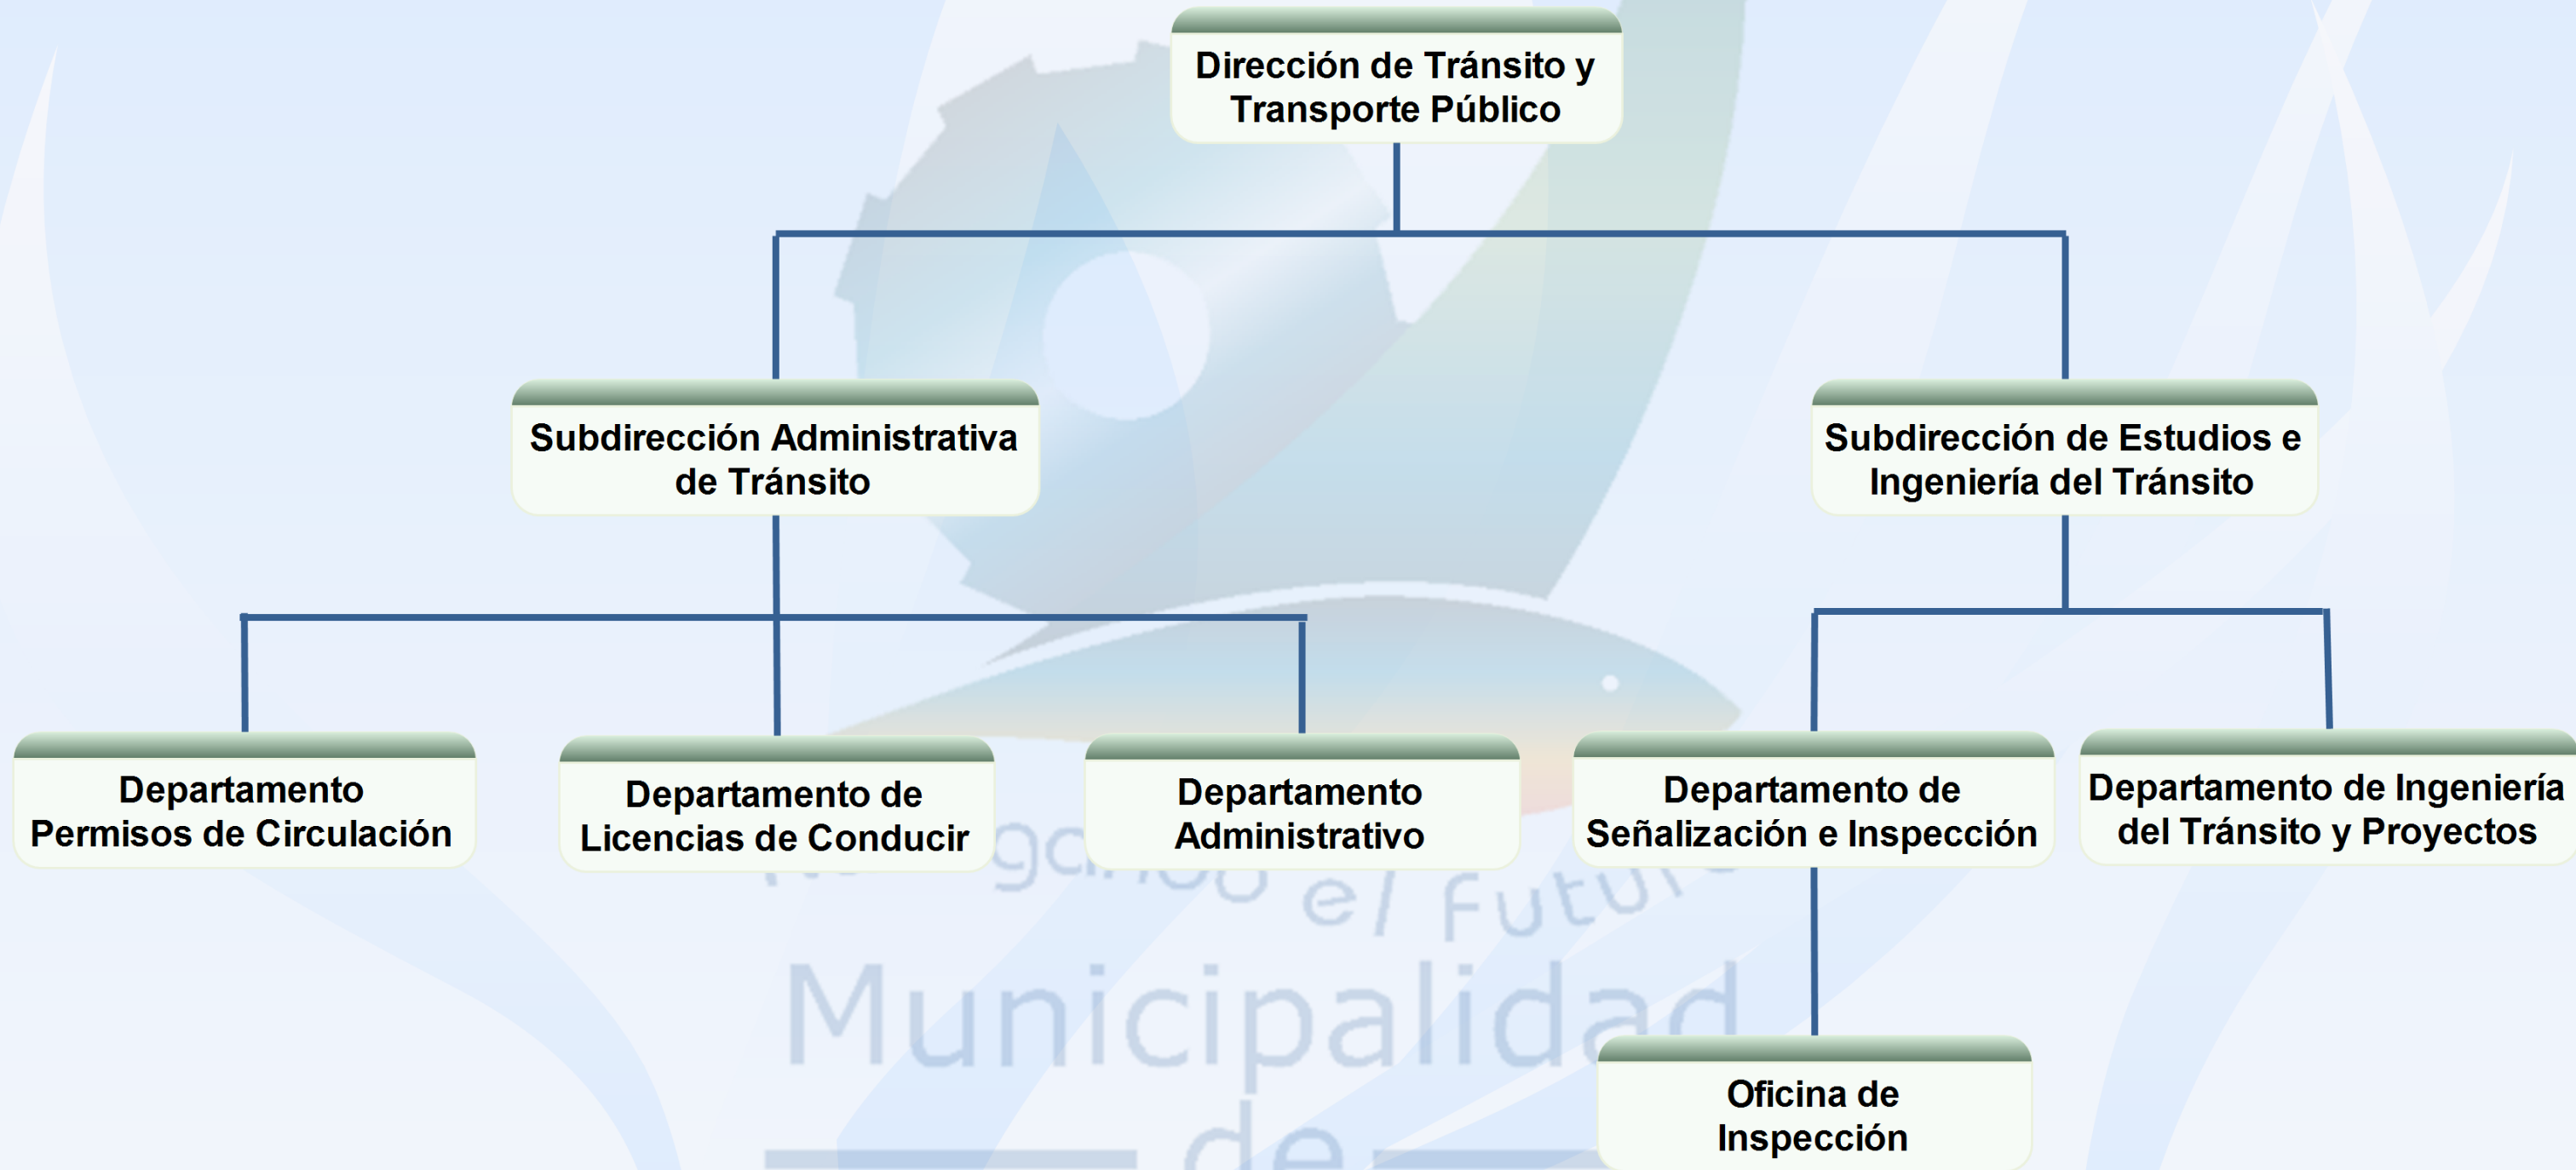 Dirección de Tránsito y
Transporte Público
Subdirección Administrativa
de Tránsito
Subdirección de Estudios e
Ingeniería del Tránsito
Departamento
Permisos de Circulación
Departamento de
Licencias de Conducir
Departamento
Administrativo
Departamento de
Señalización e Inspección
Departamento de Ingeniería
del Tránsito y Proyectos
el Futuro
Municipalidad
de
Oficina de
Inspección